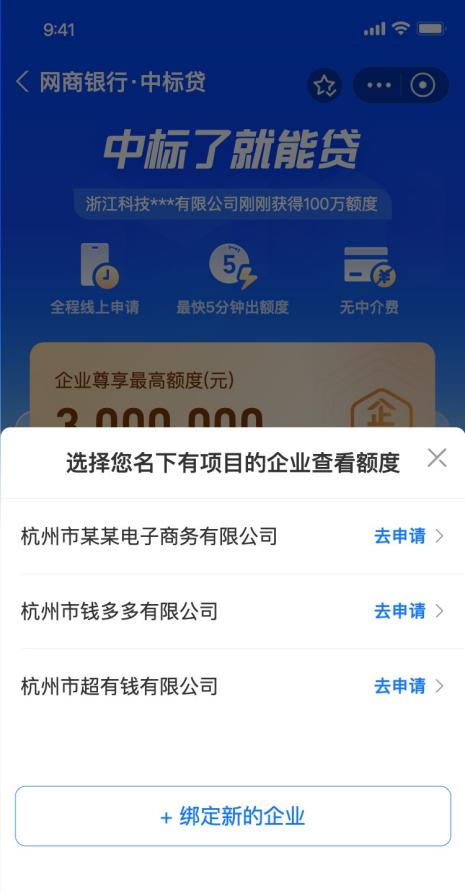 9:41
网商银行·中标贷
中标了就能贷
浙江科技***有限公司刚刚获得100万额度
全程线上申请 最快5分钟出额度 无中介费
企业尊享最高额度(元)
3,000,000
企
选择您名下有项目的企业查看额度
杭州市某某电子商务有限公司 去申请
杭州市钱多多有限公司 去申请
杭州市超有钱有限公司 去申请
+ 绑定新的企业